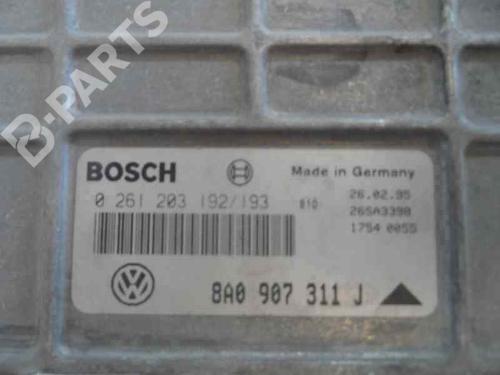 B-PARTS
BOSCH
Made in Germany
0 261 203 192/193 810
26.02.95
265A3398
1754 0055
8A0 907 311 J